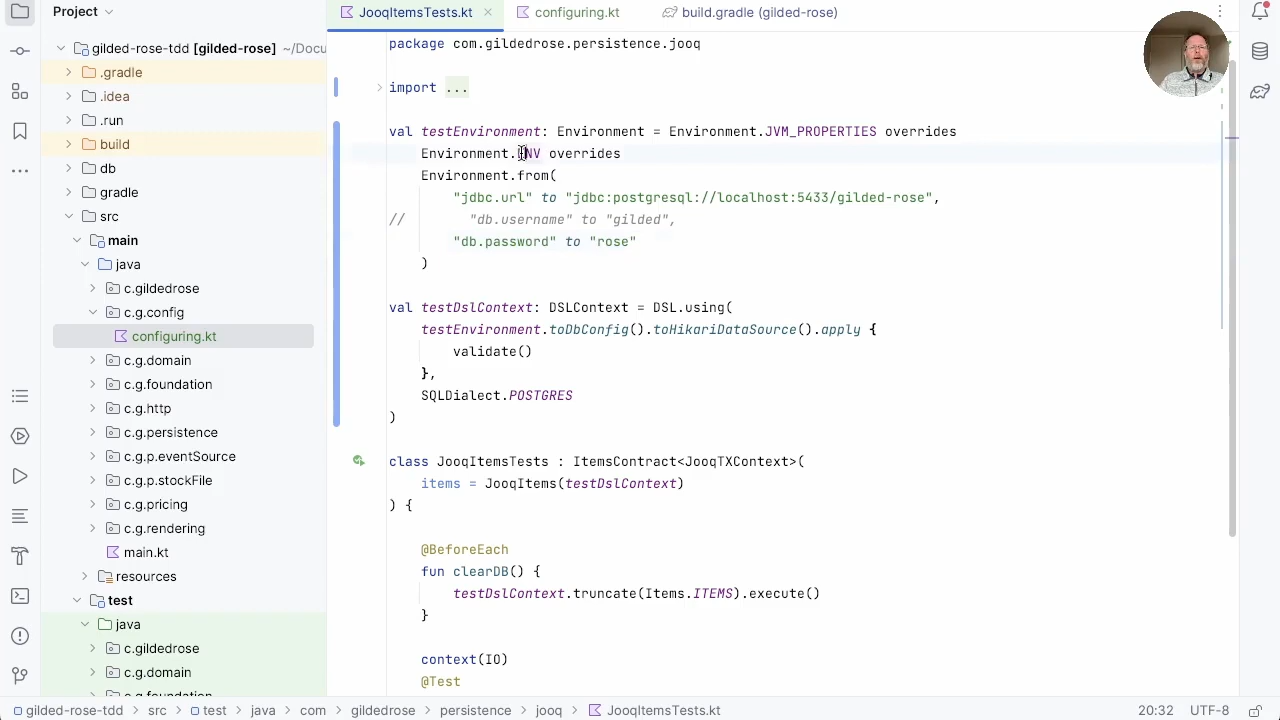 Project
JooqItemsTests.kt
configuring.kt
build.gradle (gilded-rose)
gilded-rose-tdd [gilded-rose] ~/Docu
.gradle
.idea
.run
build
db
gradle
src
main
java
c.gildedrose
c.g.config
configuring.kt
c.g.domain
c.g.foundation
c.g.http
c.g.persistence
c.g.p.eventSource
c.g.p.stockFile
c.g.pricing
c.g.rendering
main.kt
resources
test
java
c.gildedrose
c.g.domain
c.g.foundation
package com.gildedrose.persistence.jooq
import ...
val testEnvironment: Environment = Environment.JVM_PROPERTIES overrides
Environment.ENV overrides
Environment.from(
"jdbc.url" to "jdbc:postgresql://localhost:5433/gilded-rose",
// "db.username" to "gilded",
"db.password" to "rose"
)
val testDslContext: DSLContext = DSL.using(
testEnvironment.toDbConfig().toHikariDataSource().apply {
validate()
},
SQLDialect.POSTGRES
)
class JooqItemsTests : ItemsContract<JooqTXContext>(
items = JooqItems(testDslContext)
) {
@BeforeEach
fun clearDB() {
testDslContext.truncate(Items.ITEMS).execute()
}
context(IO)
@Test
gilded-rose-tdd > src > test > java > com > gildedrose > persistence > jooq > JooqItemsTests.kt
20:32 UTF-8